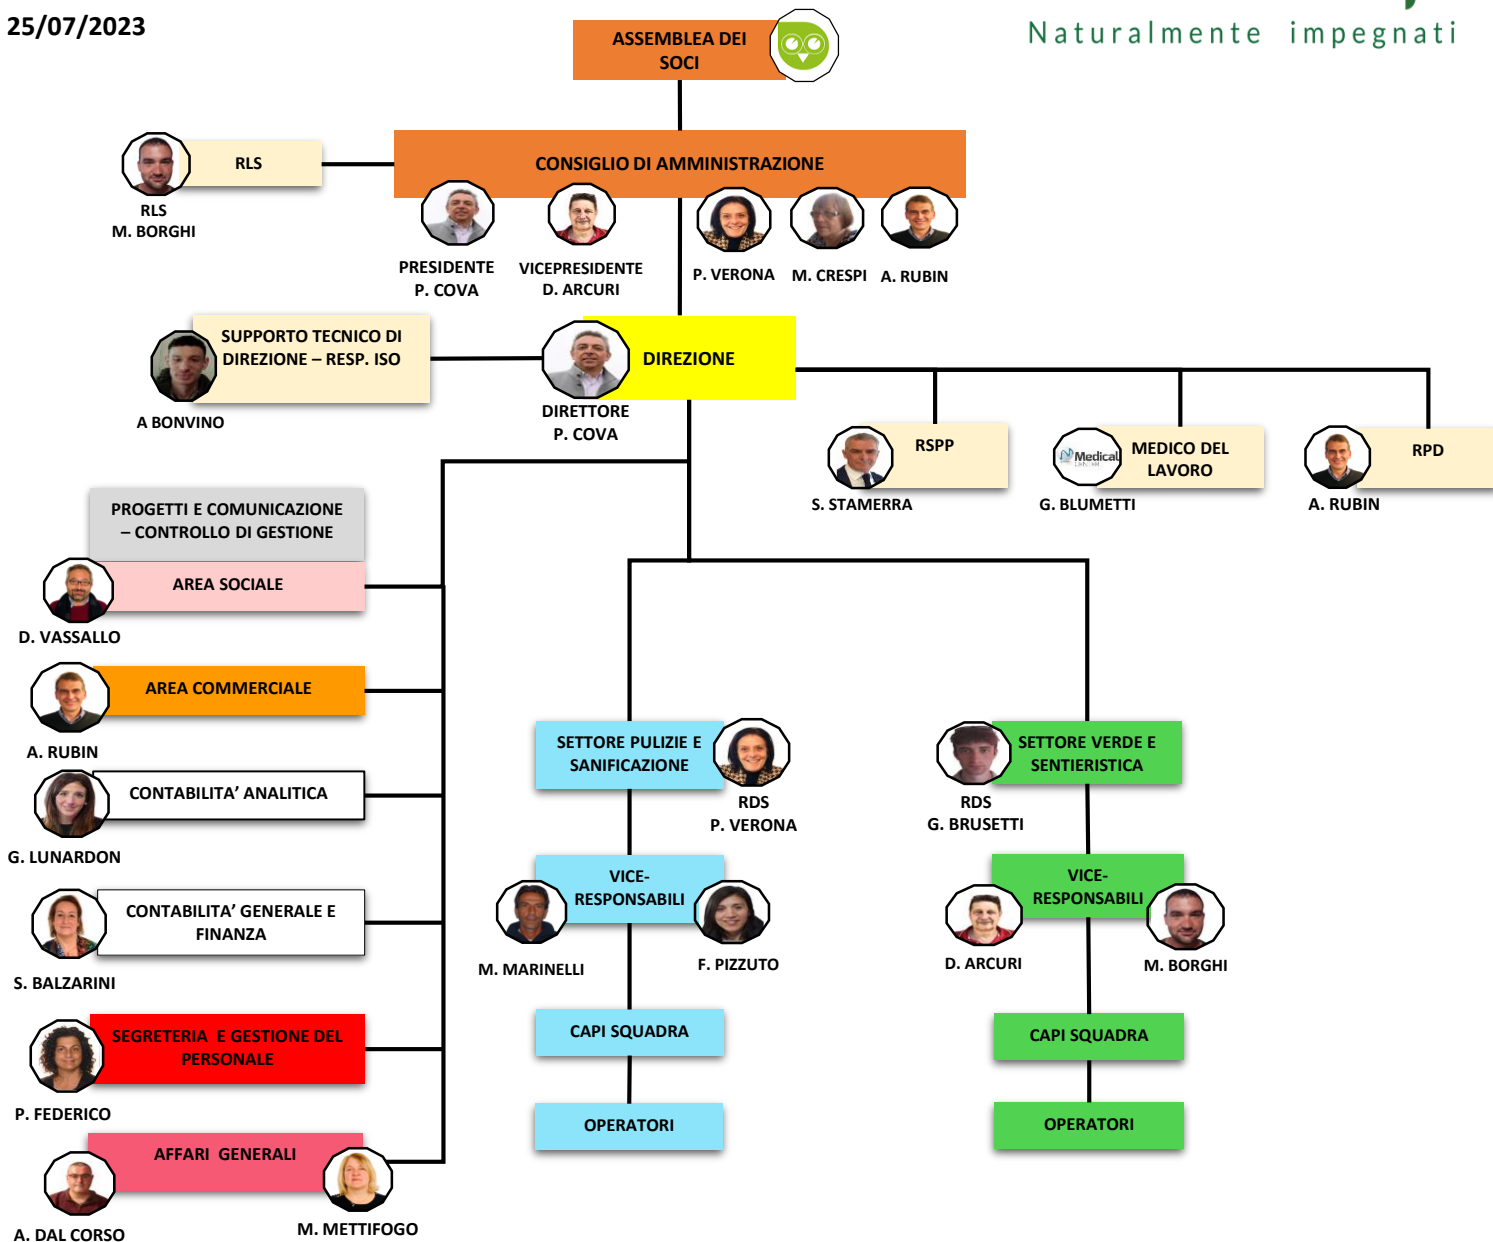 25/07/2023
Naturalmente impegnati
ASSEMBLEA DEI
SOCI
RLS
CONSIGLIO DI AMMINISTRAZIONE
RLS
M. BORGHI
PRESIDENTE
P. COVA
VICEPRESIDENTE
D. ARCURI
P. VERONA
M. CRESPI
A. RUBIN
SUPPORTO TECNICO DI
DIREZIONE – RESP. ISO
A BONVINO
DIREZIONE
DIRETTORE
P. COVA
RSPP
S. STAMERRA
Medical
MEDICO DEL
LAVORO
G. BLUMETTI
RPD
A. RUBIN
PROGETTI E COMUNICAZIONE
– CONTROLLO DI GESTIONE
AREA SOCIALE
D. VASSALLO
AREA COMMERCIALE
A. RUBIN
CONTABILITA’ ANALITICA
G. LUNARDON
CONTABILITA’ GENERALE E
FINANZA
S. BALZARINI
SEGRETERIA E GESTIONE DEL
PERSONALE
P. FEDERICO
AFFARI GENERALI
A. DAL CORSO
M. METTIFOGO
SETTORE PULIZIE E
SANIFICAZIONE
RDS
P. VERONA
VICE-
RESPONSABILI
M. MARINELLI
F. PIZZUTO
CAPI SQUADRA
OPERATORI
SETTORE VERDE E
SENTIERISTICA
RDS
G. BRUSETTI
VICE-
RESPONSABILI
D. ARCURI
M. BORGHI
CAPI SQUADRA
OPERATORI